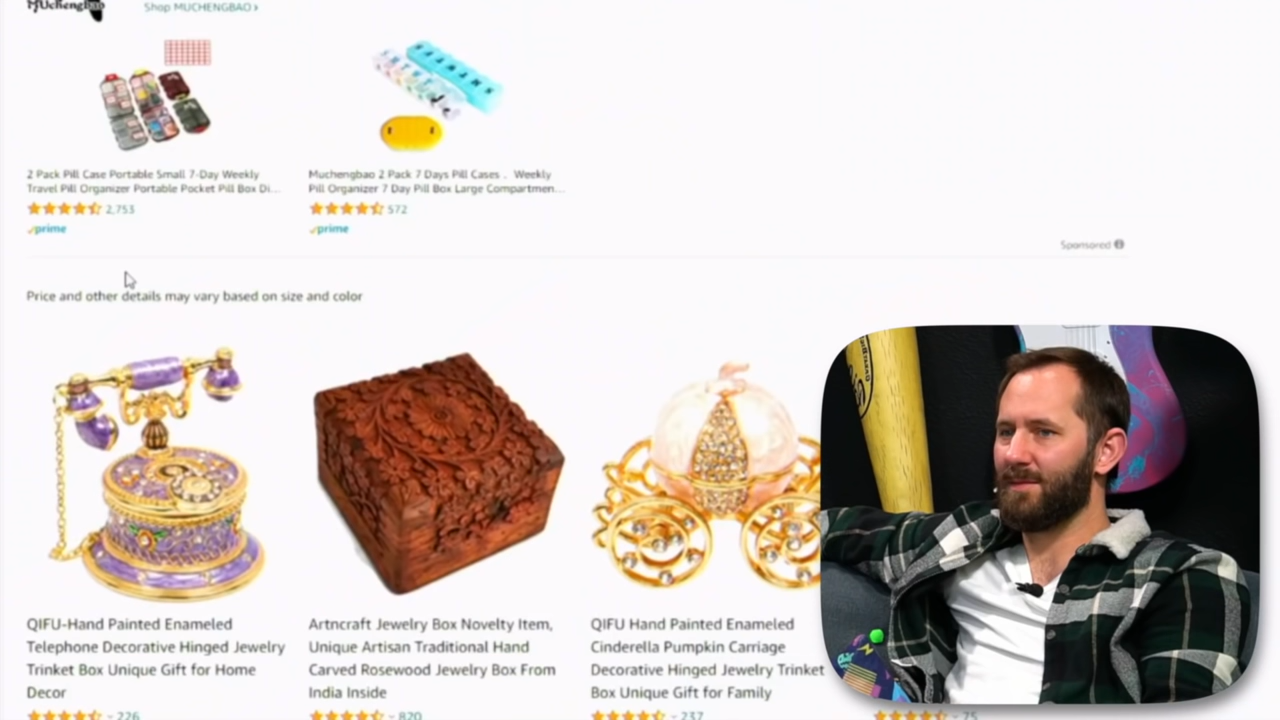 Shop MUCHENGBAO ›
2 Pack Pill Case Portable Small 7-Day Weekly
Travel Pill Organizer Portable Pocket Pill Box Di...
2,753
prime
Muchengbao 2 Pack 7 Days Pill Cases , Weekly
Pill Organizer 7 Day Pill Box Large Compartmen...
572
prime
Sponsored
Price and other details may vary based on size and color
QIFU-Hand Painted Enameled
Telephone Decorative Hinged Jewelry
Trinket Box Unique Gift for Home
Decor
226
Artncraft Jewelry Box Novelty Item,
Unique Artisan Traditional Hand
Carved Rosewood Jewelry Box From
India Inside
820
QIFU Hand Painted Enameled
Cinderella Pumpkin Carriage
Decorative Hinged Jewelry Trinket
Box Unique Gift for Family
237
75